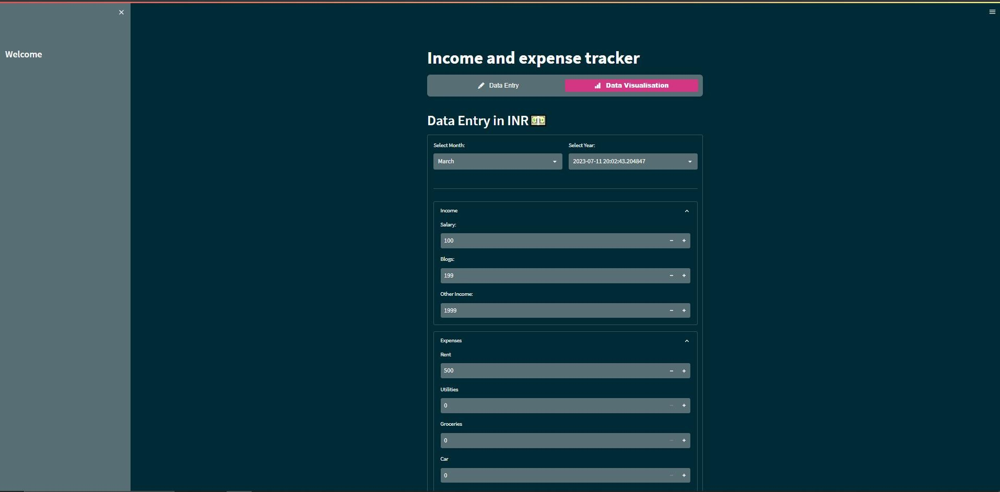 Welcome
Income and expense tracker
Data Entry
Data Visualisation
Data Entry in INR
Select Month:
Select Year:
March
2023-07-11 20:02:43.204847
Income
Salary:
100
Blogs:
199
Other Income:
1999
Expenses
Rent
500
Utilities
0
Groceries
0
Car
0